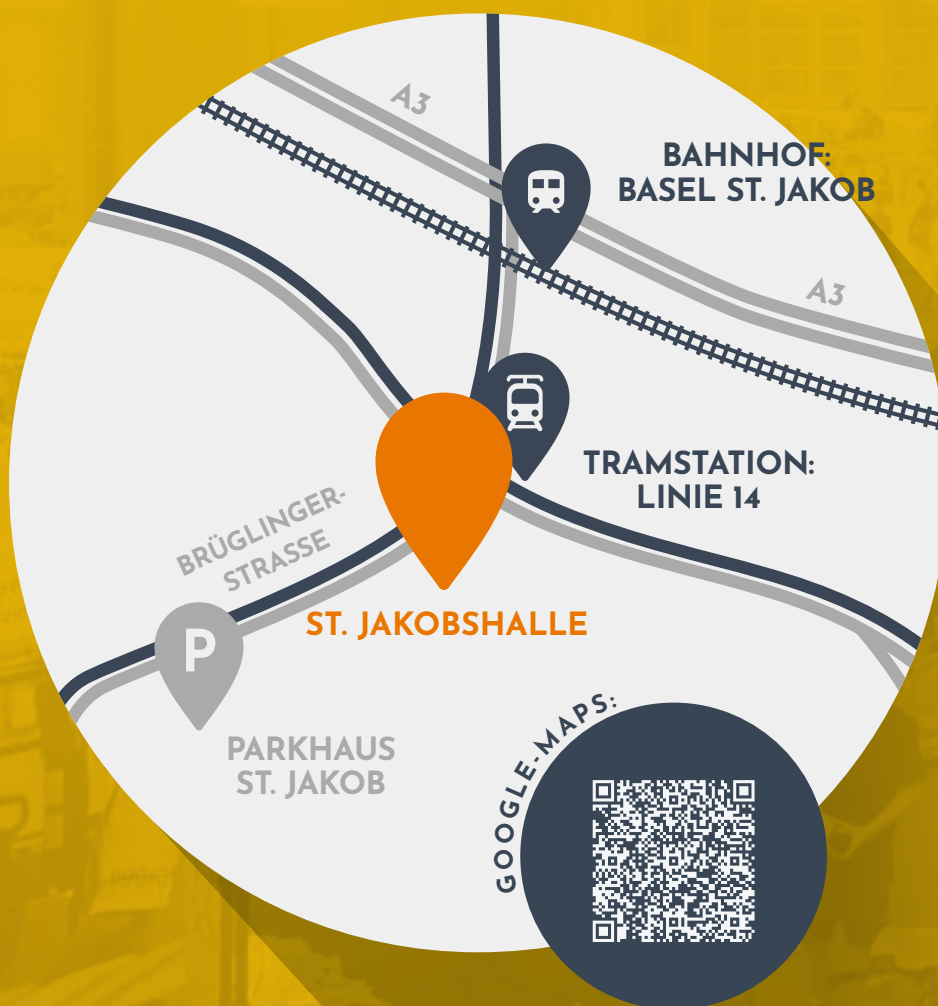 A3
BAHNHOF:
BASEL ST. JAKOB
A3
TRAMSTATION:
LINIE 14
BRÜGLINGER-
STRASSE
ST. JAKOBSHALLE
P
PARKHAUS
ST. JAKOB
GOOGLE-MAPS: